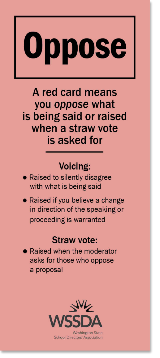 Oppose
A red card means
you oppose what
is being said or raised
when a straw vote
is asked for
Voicing:
● Raised to silently disagree
with what is being said
● Raised if you believe a change
in direction of the speaking or
proceeding is warranted
Straw vote:
● Raised when the moderator
asks for those who oppose
a proposal
WSSDA
Washington State
School Directors' Association